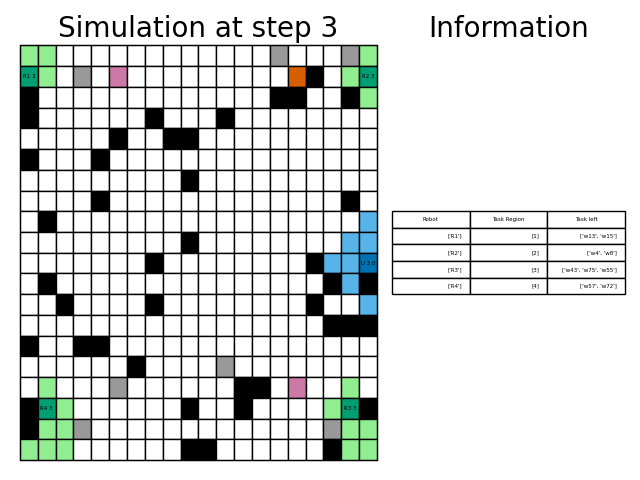 Simulation at step 3
Information
R1 3
R2 3
U 3.0
R4 3
R3 3
Robot Task Region Task left
['R1'] [1] ['w13', 'w15']
['R2'] [2] ['w4', 'w8']
['R3'] [3] ['w43', 'w75', 'w55']
['R4'] [4] ['w57', 'w72']